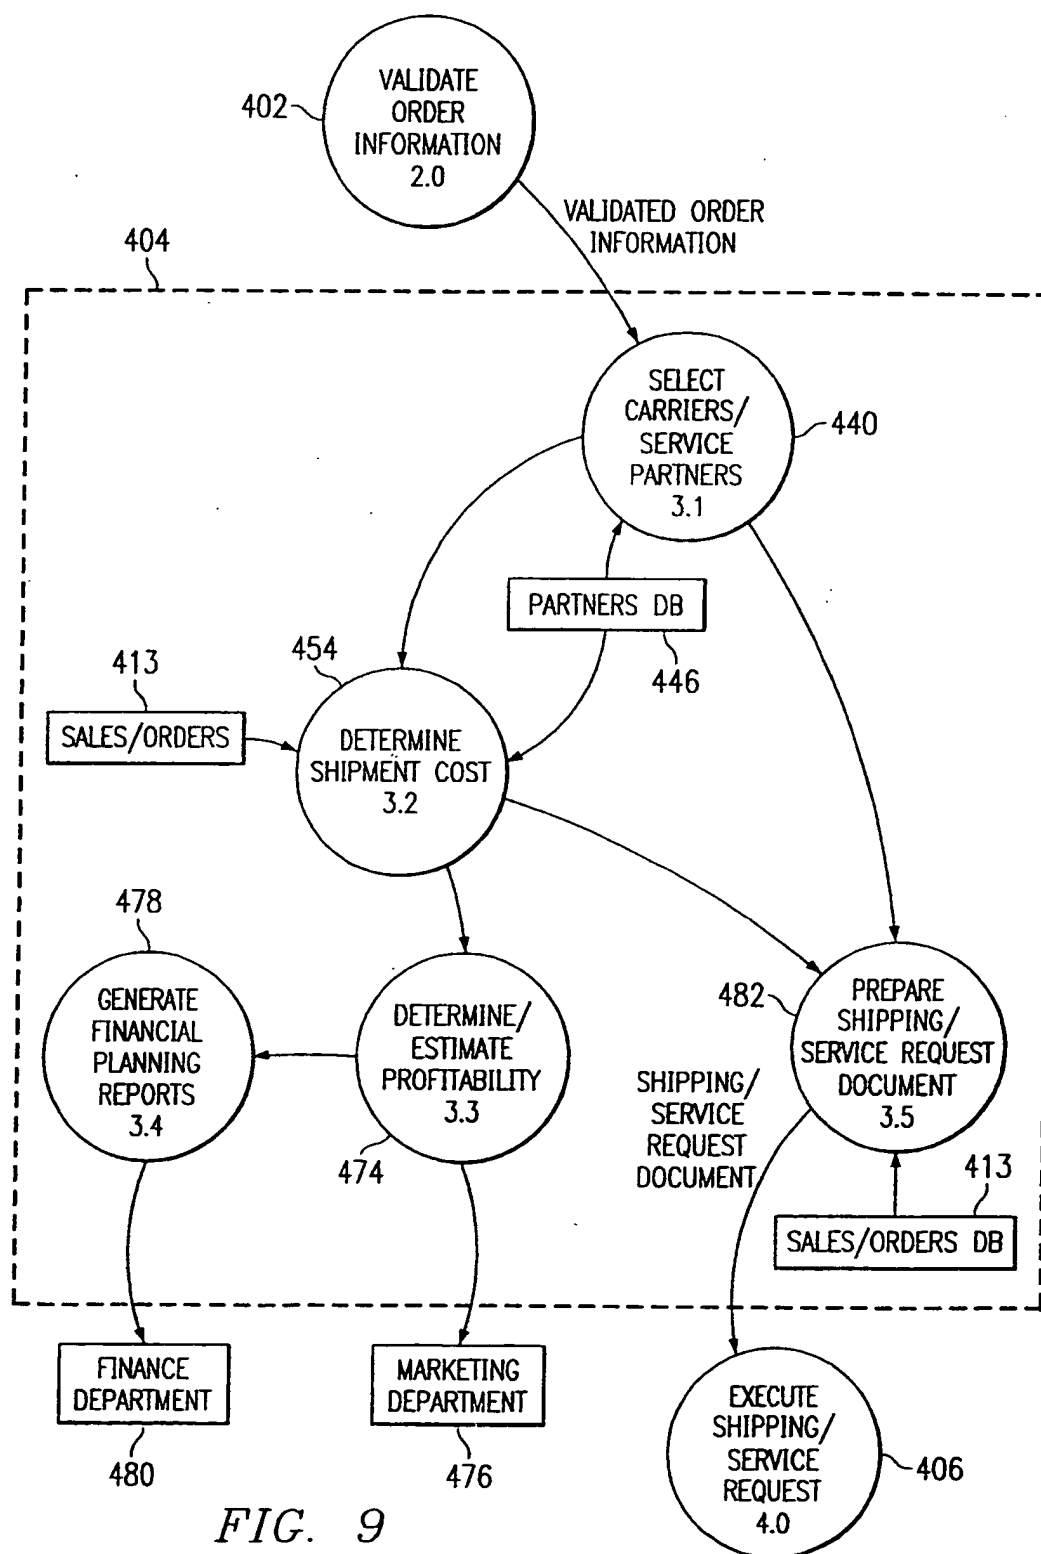 VALIDATE
ORDER
INFORMATION
2.0
402
VALIDATED ORDER
INFORMATION
404
SELECT
CARRIERS/
SERVICE
PARTNERS
3.1
440
PARTNERS DB
446
454
413
SALES/ORDERS
DETERMINE
SHIPMENT COST
3.2
478
GENERATE
FINANCIAL
PLANNING
REPORTS
3.4
DETERMINE/
ESTIMATE
PROFITABILITY
3.3
474
482
PREPARE
SHIPPING/
SERVICE REQUEST
DOCUMENT
3.5
SHIPPING/
SERVICE
REQUEST
DOCUMENT
413
SALES/ORDERS DB
FINANCE
DEPARTMENT
480
MARKETING
DEPARTMENT
476
EXECUTE
SHIPPING/
SERVICE
REQUEST
4.0
406
FIG. 9